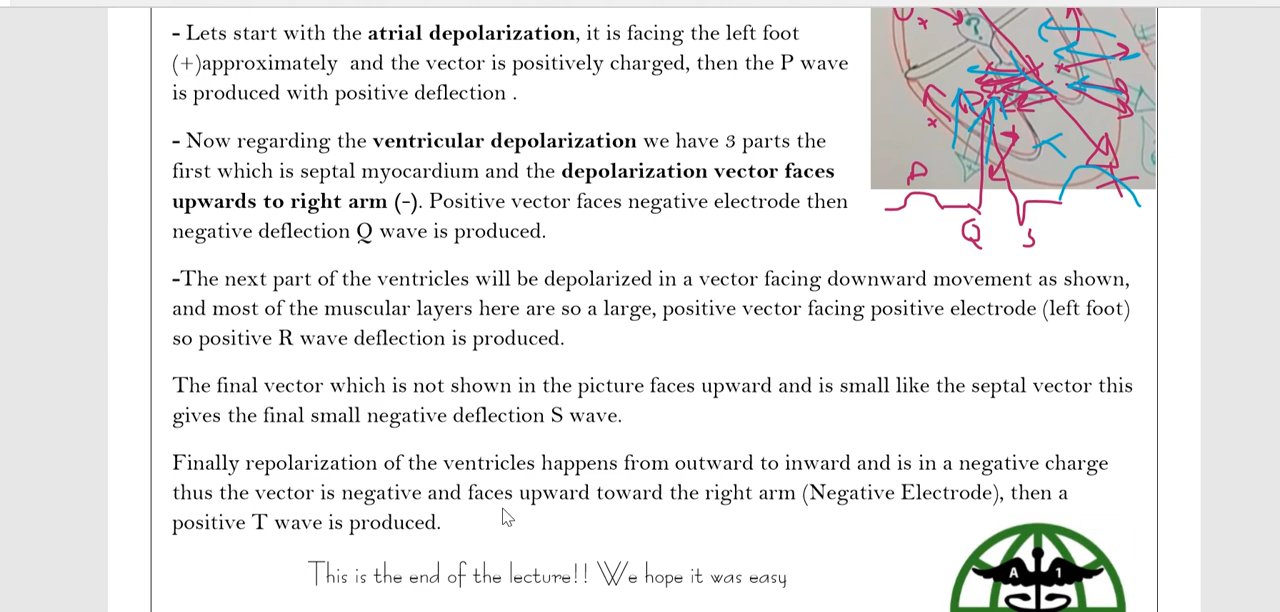 - Lets start with the atrial depolarization, it is facing the left foot
(+)approximately and the vector is positively charged, then the P wave
is produced with positive deflection .
- Now regarding the ventricular depolarization we have 3 parts the
first which is septal myocardium and the depolarization vector faces
upwards to right arm (-). Positive vector faces negative electrode then
negative deflection Q wave is produced.
?
P
Q
S
-The next part of the ventricles will be depolarized in a vector facing downward movement as shown,
and most of the muscular layers here are so a large, positive vector facing positive electrode (left foot)
so positive R wave deflection is produced.
The final vector which is not shown in the picture faces upward and is small like the septal vector this
gives the final small negative deflection S wave.
Finally repolarization of the ventricles happens from outward to inward and is in a negative charge
thus the vector is negative and faces upward toward the right arm (Negative Electrode), then a
positive T wave is produced.
This is the end of the lecture!! We hope it was easy
A 1